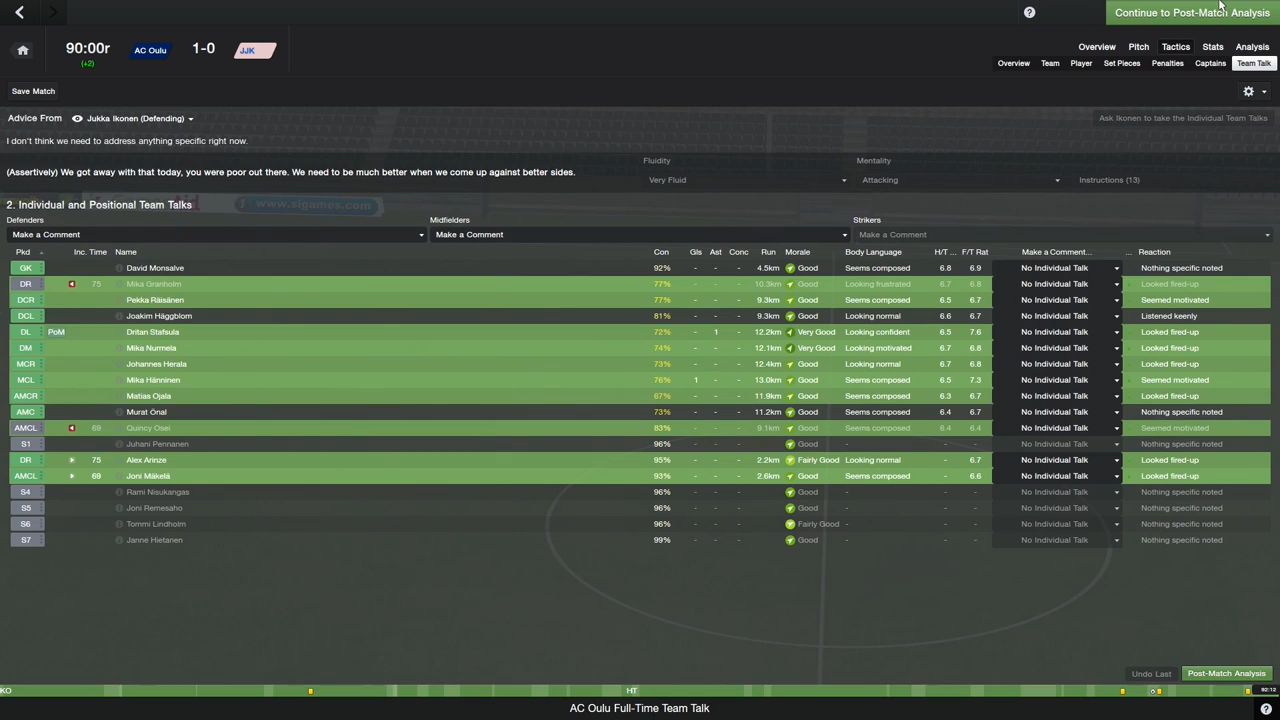 Continue to Post-Match Analysis
90:00r AC Oulu 1-0 JJK
(+2)
Overview Pitch Tactics Stats Analysis
Overview Team Player Set Pieces Penalties Captains Team Talk
Save Match
Advice From Jukka Ikonen (Defending) Ask Ikonen to take the Individual Team Talks
I don't think we need to address anything specific right now.
Fluidity Mentality
(Assertively) We got away with that today, you were poor out there. We need to be much better when we come up against better sides.
Very Fluid Attacking Instructions (13)
2. Individual and Positional Team Talks
www.sigames.com
Defenders Midfielders Strikers
Make a Comment Make a Comment Make a Comment
Pkd Inc. Time Name Con Gls Ast Conc Run Morale Body Language H/T ... F/T Rat Make a Comment... ... Reaction
GK David Monsalve 92% - - - 4.5km Good Seems composed 6.8 6.9 No Individual Talk Nothing specific noted
DR 75 Mika Granholm 77% - - - 10.3km Good Looking frustrated 6.7 6.8 No Individual Talk Looked fired-up
DCR Pekka Räisänen 77% - - - 9.3km Good Seems composed 6.5 6.7 No Individual Talk Seemed motivated
DCL Joakim Häggblom 81% - - - 9.3km Good Looking normal 6.6 6.7 No Individual Talk Listened keenly
DL PoM Dritan Stafsula 72% - 1 - 12.2km Very Good Looking confident 6.5 7.6 No Individual Talk Looked fired-up
DM Mika Nurmela 74% - - - 12.1km Very Good Looking motivated 6.7 6.8 No Individual Talk Looked fired-up
MCR Johannes Herala 73% - - - 12.4km Good Looking normal 6.7 6.8 No Individual Talk Looked fired-up
MCL Mika Hänninen 76% 1 - - 13.0km Good Seems composed 6.5 7.3 No Individual Talk Seemed motivated
AMCR Matias Ojala 67% - - - 11.9km Good Seems composed 6.3 6.7 No Individual Talk Looked fired-up
AMC Murat Önal 73% - - - 11.2km Good Seems composed 6.4 6.7 No Individual Talk Nothing specific noted
AMCL 69 Quincy Osei 83% - - - 9.1km Good Seems composed 6.4 6.4 No Individual Talk Seemed motivated
S1 Juhani Pennanen 96% - - - Good - - - No Individual Talk Nothing specific noted
DR 75 Alex Arinze 95% - - - 2.2km Fairly Good Looking normal - 6.7 No Individual Talk Looked fired-up
AMCL 69 Joni Mäkelä 93% - - - 2.6km Good Seems composed - 6.6 No Individual Talk Looked fired-up
S4 Rami Nisukangas 96% - - - Good - - - No Individual Talk Nothing specific noted
S5 Joni Remesaho 96% - - - Good - - - No Individual Talk Nothing specific noted
S6 Tommi Lindholm 96% - - - Fairly Good - - - No Individual Talk Nothing specific noted
S7 Janne Hietanen 99% - - - Good - - - No Individual Talk Nothing specific noted
Undo Last Post-Match Analysis
KO HT 92:12
AC Oulu Full-Time Team Talk